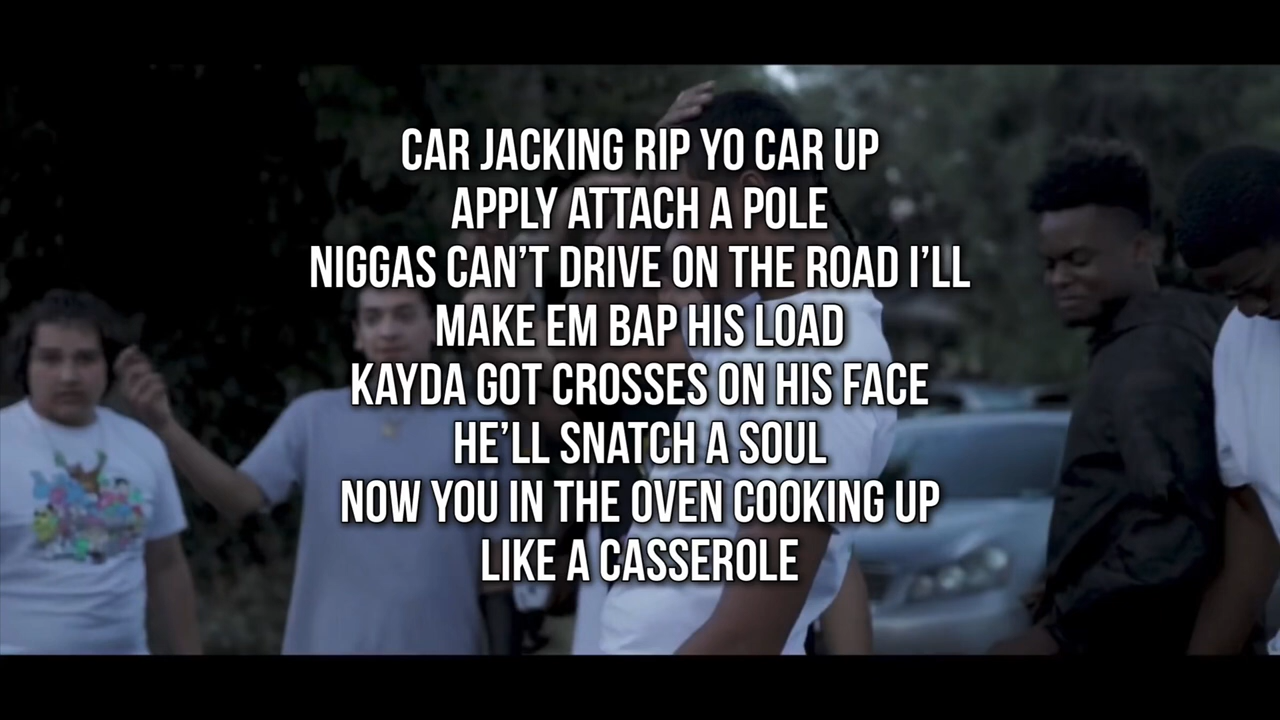 CAR JACKING RIP YO CAR UP
APPLY ATTACH A POLE
NIGGAS CAN'T DRIVE ON THE ROAD I'LL
MAKE EM BAP HIS LOAD
KAYDA GOT CROSSES ON HIS FACE
HE'LL SNATCH A SOUL
NOW YOU IN THE OVEN COOKING UP
LIKE A CASSEROLE